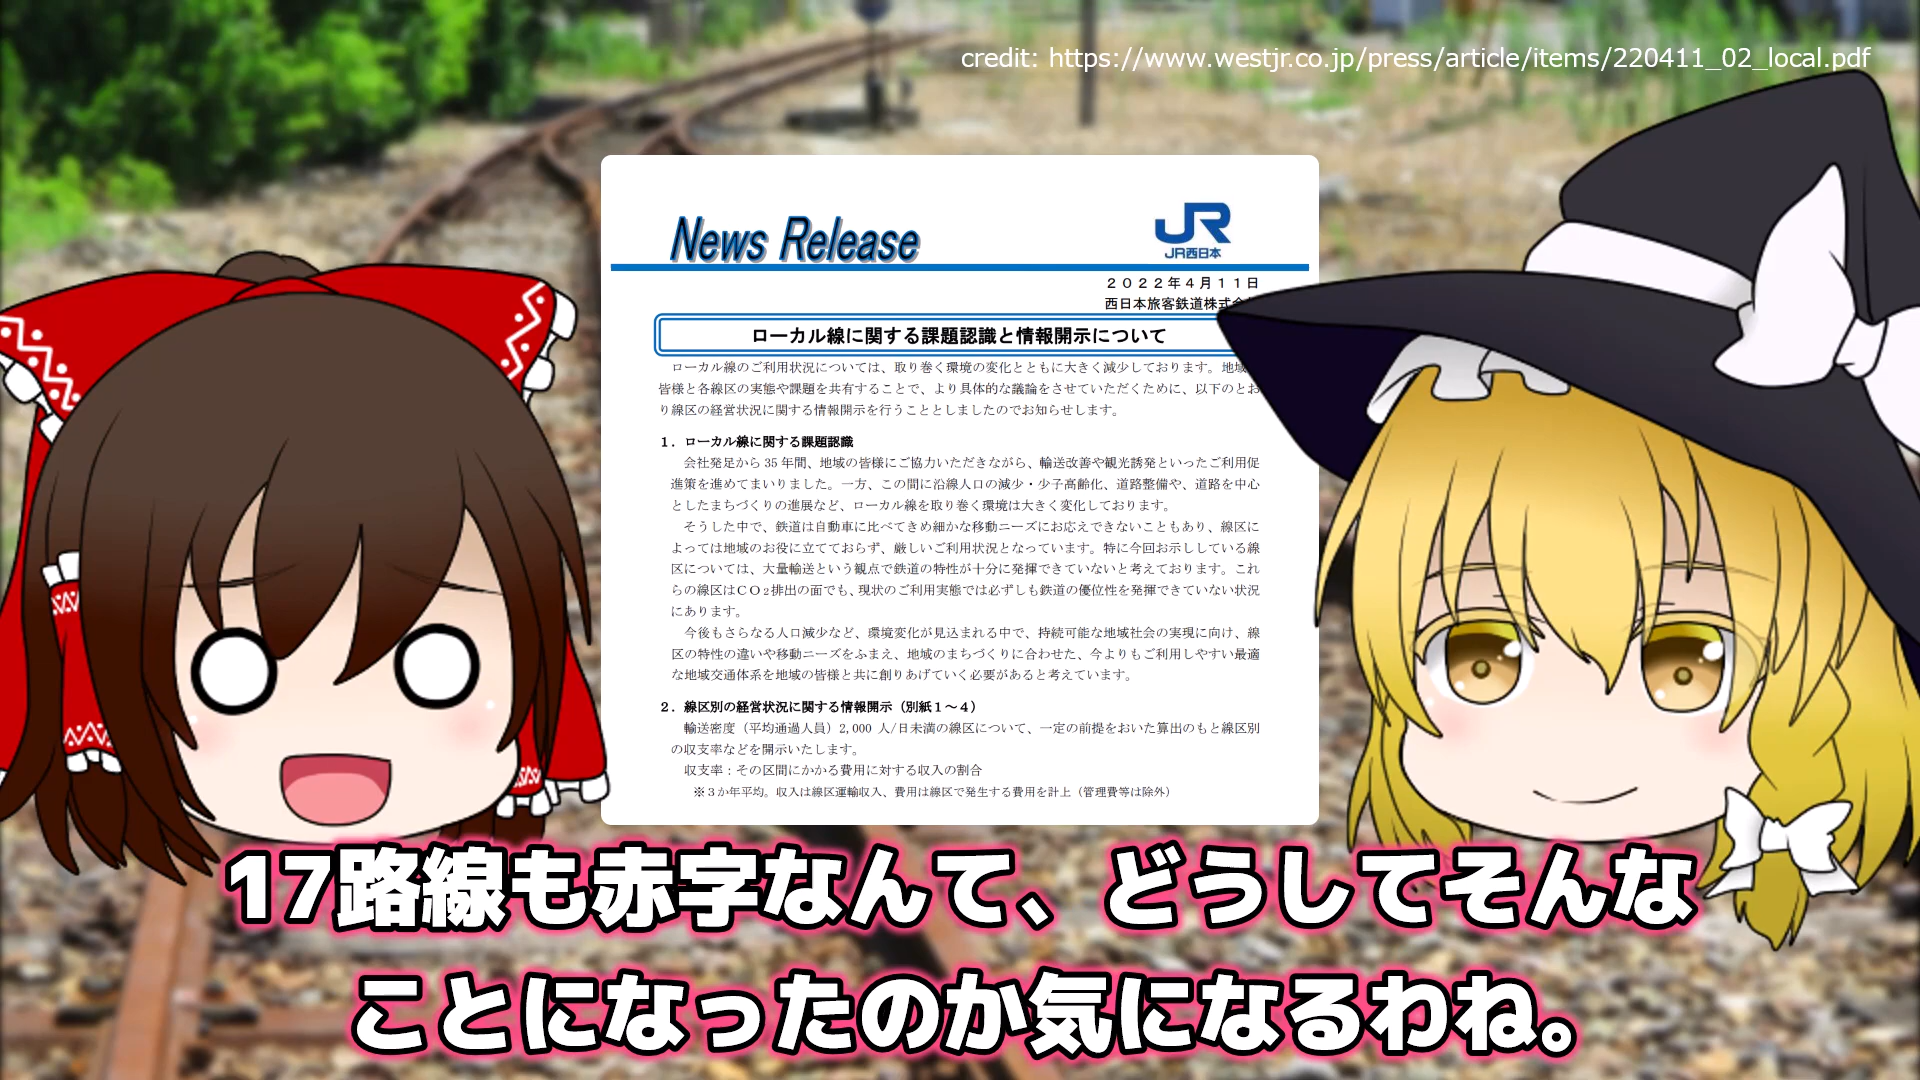 credit: https://www.westjr.co.jp/press/article/items/220411_02_local.pdf
News Release
JR
JR西日本
2022年4月11日
西日本旅客鉄道株式会
ローカル線に関する課題認識と情報開示について
ローカル線のご利用状況については、取り巻く環境の変化とともに大きく減少しております。地域
皆様と各線区の実態や課題を共有することで、より具体的な議論をさせていただくために、以下のとお
り線区の経営状況に関する情報開示を行うこととしましたのでお知らせします。
1．ローカル線に関する課題認識
会社発足から 35 年間、地域の皆様にご協力いただきながら、輸送改善や観光誘発といったご利用促
進策を進めてまいりました。一方、この間に沿線人口の減少・少子高齢化、道路整備や、道路を中心
としたまちづくりの進展など、ローカル線を取り巻く環境は大きく変化しております。
そうした中で、鉄道は自動車に比べてきめ細かな移動ニーズにお応えできないこともあり、線区に
よっては地域のお役に立てておらず、厳しいご利用状況となっています。特に今回お示ししている線
区については、大量輸送という観点で鉄道の特性が十分に発揮できていないと考えております。これ
らの線区はCO₂排出の面でも、現状のご利用実態では必ずしも鉄道の優位性を発揮できていない状況
にあります。
今後もさらなる人口減少など、環境変化が見込まれる中で、持続可能な地域社会の実現に向け、線
区の特性の違いや移動ニーズをふまえ、地域のまちづくりに合わせた、今よりもご利用しやすい最適
な地域交通体系を地域の皆様と共に創りあげていく必要があると考えています。
2．線区別の経営状況に関する情報開示（別紙1～4）
輸送密度（平均通過人員）2,000 人/日未満の線区について、一定の前提をおいた算出のもと線区別
の収支率などを開示いたします。
収支率：その区間にかかる費用に対する収入の割合
※3か年平均。収入は線区運輸収入、費用は線区で発生する費用を計上（管理費等は除外）
17路線も赤字なんて、どうしてそんな
ことになったのか気になるわね。